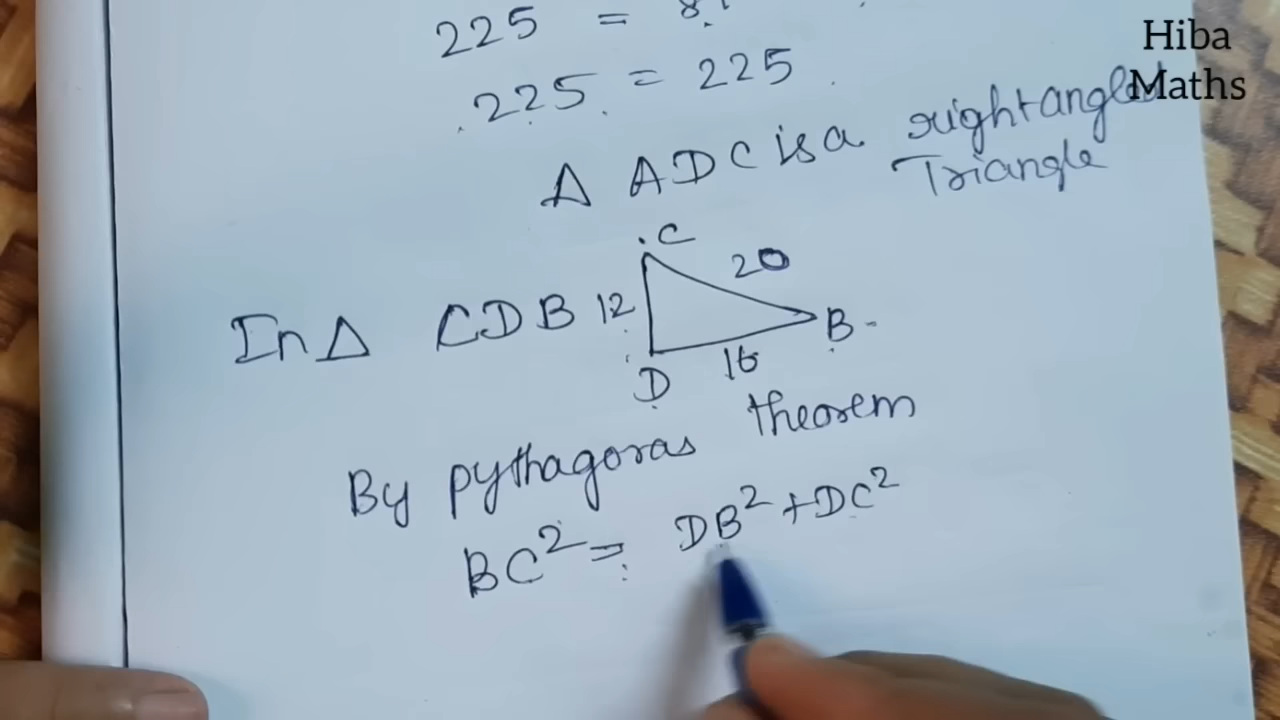 225 = 81
225 = 225
Hiba
Maths
Δ ADC is a right angled
Triangle
C
20
In Δ CDB 12
B
16
D
By pythagoras theorem
BC² = DB² + DC²